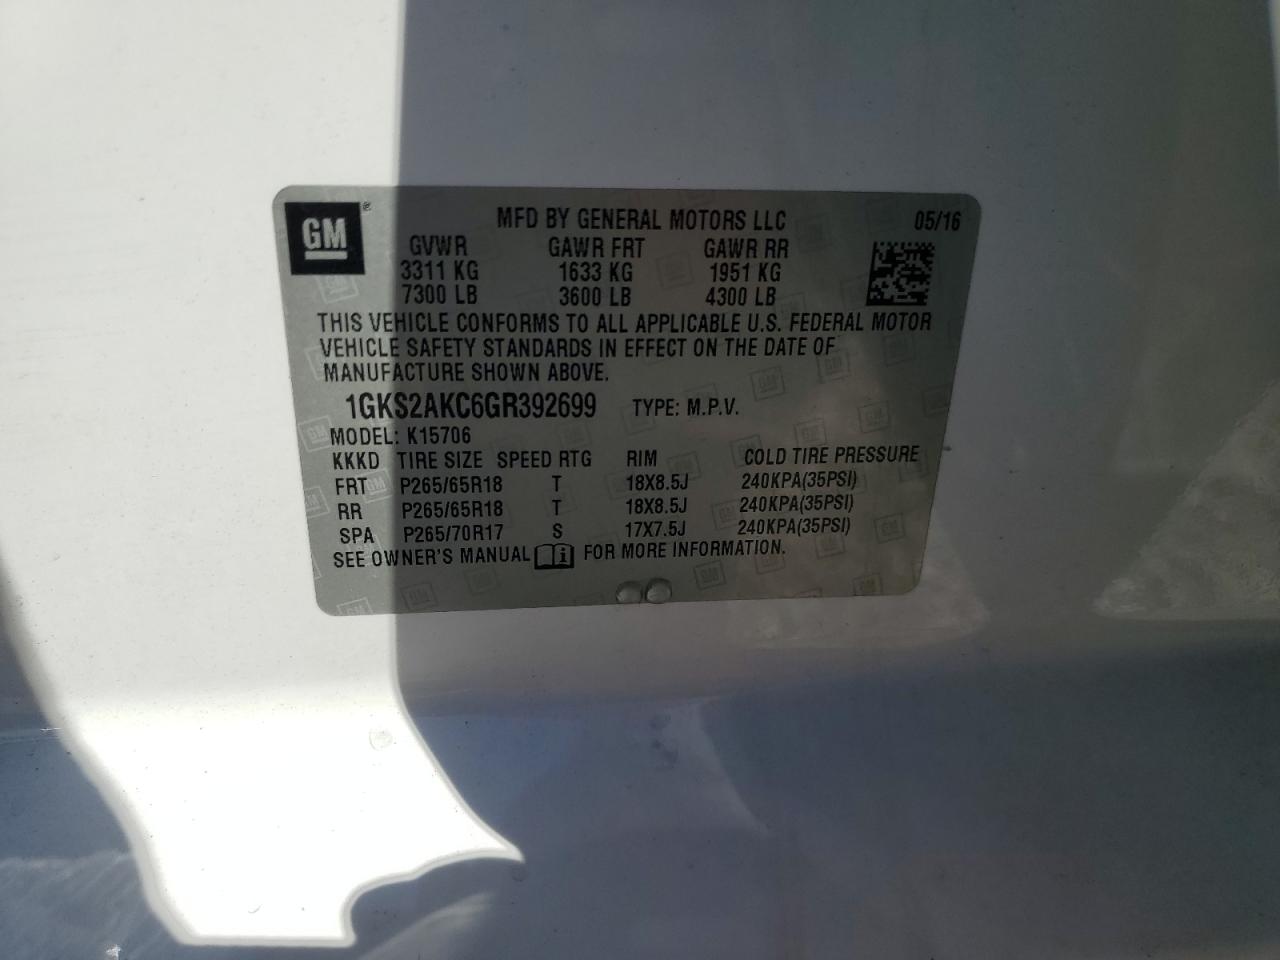 GM ® MFD BY GENERAL MOTORS LLC 05/16
GVWR GAWR FRT GAWR RR
3311 KG 1633 KG 1951 KG
7300 LB 3600 LB 4300 LB
THIS VEHICLE CONFORMS TO ALL APPLICABLE U.S. FEDERAL MOTOR
VEHICLE SAFETY STANDARDS IN EFFECT ON THE DATE OF
MANUFACTURE SHOWN ABOVE.
1GKS2AKC6GR392699 TYPE: M.P.V.
MODEL: K15706
KKKD TIRE SIZE SPEED RTG RIM COLD TIRE PRESSURE
FRT P265/65R18 T 18X8.5J 240KPA(35PSI)
RR P265/65R18 T 18X8.5J 240KPA(35PSI)
SPA P265/70R17 S 17X7.5J 240KPA(35PSI)
SEE OWNER'S MANUAL i FOR MORE INFORMATION.